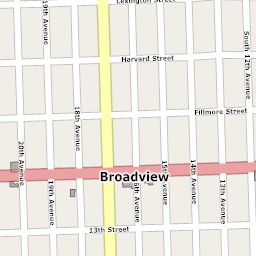 Lexington Street
19th Avenue
South 12th Ave
Harvard Street
18th Avenue
Fillmore Street
20th Avenue
Broadview
19th Avenue
16th Avenue
15th Avenue
14th Avenue
13th Avenue
13th Street